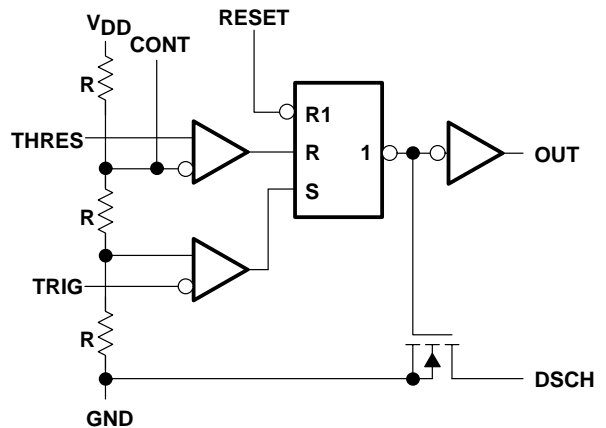 RESET
VDD
CONT
R
R1
THRES
R
1
OUT
R
S
TRIG
R
DSCH
GND